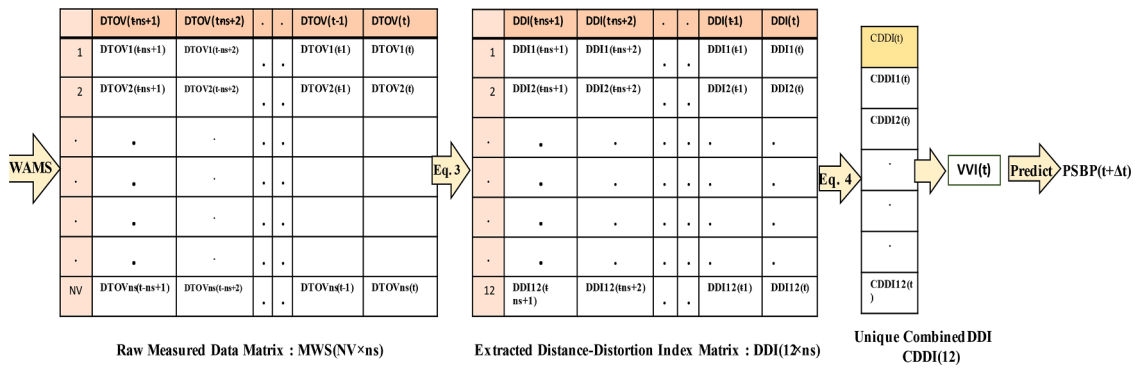 DTOV(t-ns+1) DTOV(tns+2) . . DTOV(t-1) DTOV(t)
1 DTOV1(t-ns+1) DTOV1(t-ns+2) . . DTOV1(t-1) DTOV1(t)
2 DTOV2(t-ns+1) DTOV2(t-ns+2) . . DTOV2(t-1) DTOV2(t)
. . . . .
. . . . .
. . . . .
. . . . .
NV DTOVns(t-ns+1) DTOVns(t-ns+2) . . DTOVns(t-1) DTOVns(t)
WAMS
Raw Measured Data Matrix : MWS(NV×ns)
Eq. 3
DDI(t-ns+1) DDI(tns+2) . . DDI(t-1) DDI(t)
1 DDI1(t-ns+1) DDI1(t-ns+2) . . DDI1(t-1) DDI1(t)
2 DDI2(t-ns+1) DDI2(t-ns+2) . . DDI2(t-1) DDI2(t)
. . . . . . .
. . . . . . .
. . . . . . .
. . . . . . .
12 DDI12(t- DDI12(t-ns+2) . . DDI12(t1) DDI12(t)
ns+1)
Extracted Distance-Distortion Index Matrix : DDI(12×ns)
Eq. 4
CDDI(t)
CDDI1(t)
CDDI2(t)
.
.
.
CDDI12(t
)
Unique Combined DDI
CDDI(12)
VVI(t)
Predict
PSBP(t+Δt)